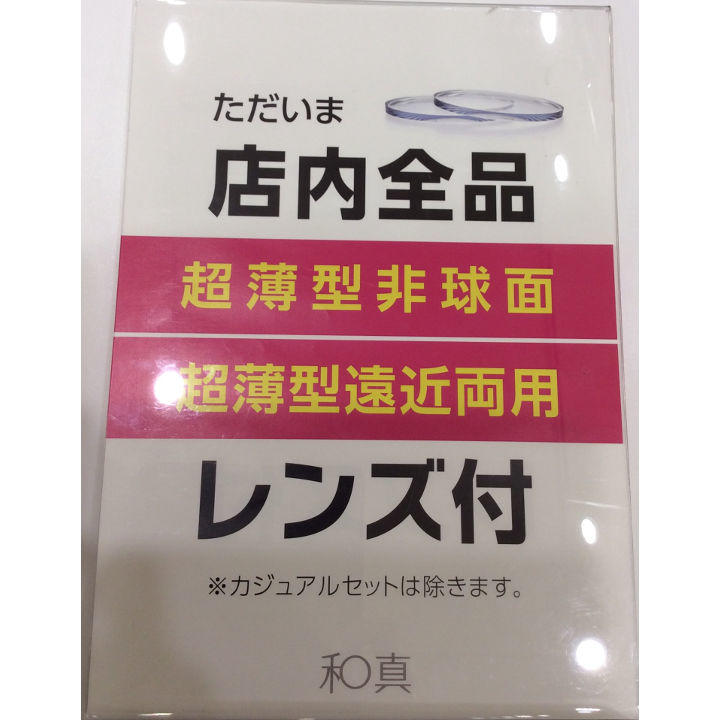 ただいま
店内全品
超薄型非球面
超薄型遠近両用
レンズ付
※カジュアルセットは除きます。
和真